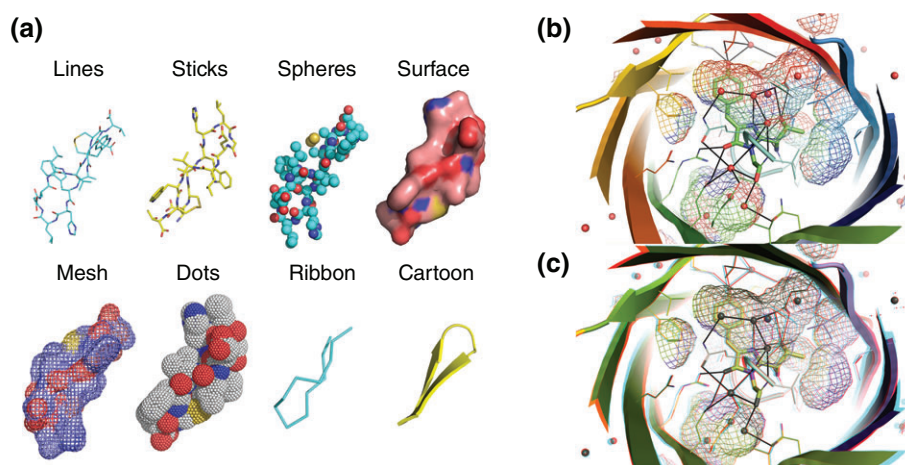 (a)
Lines Sticks Spheres Surface
Mesh Dots Ribbon Cartoon
(b)
(c)